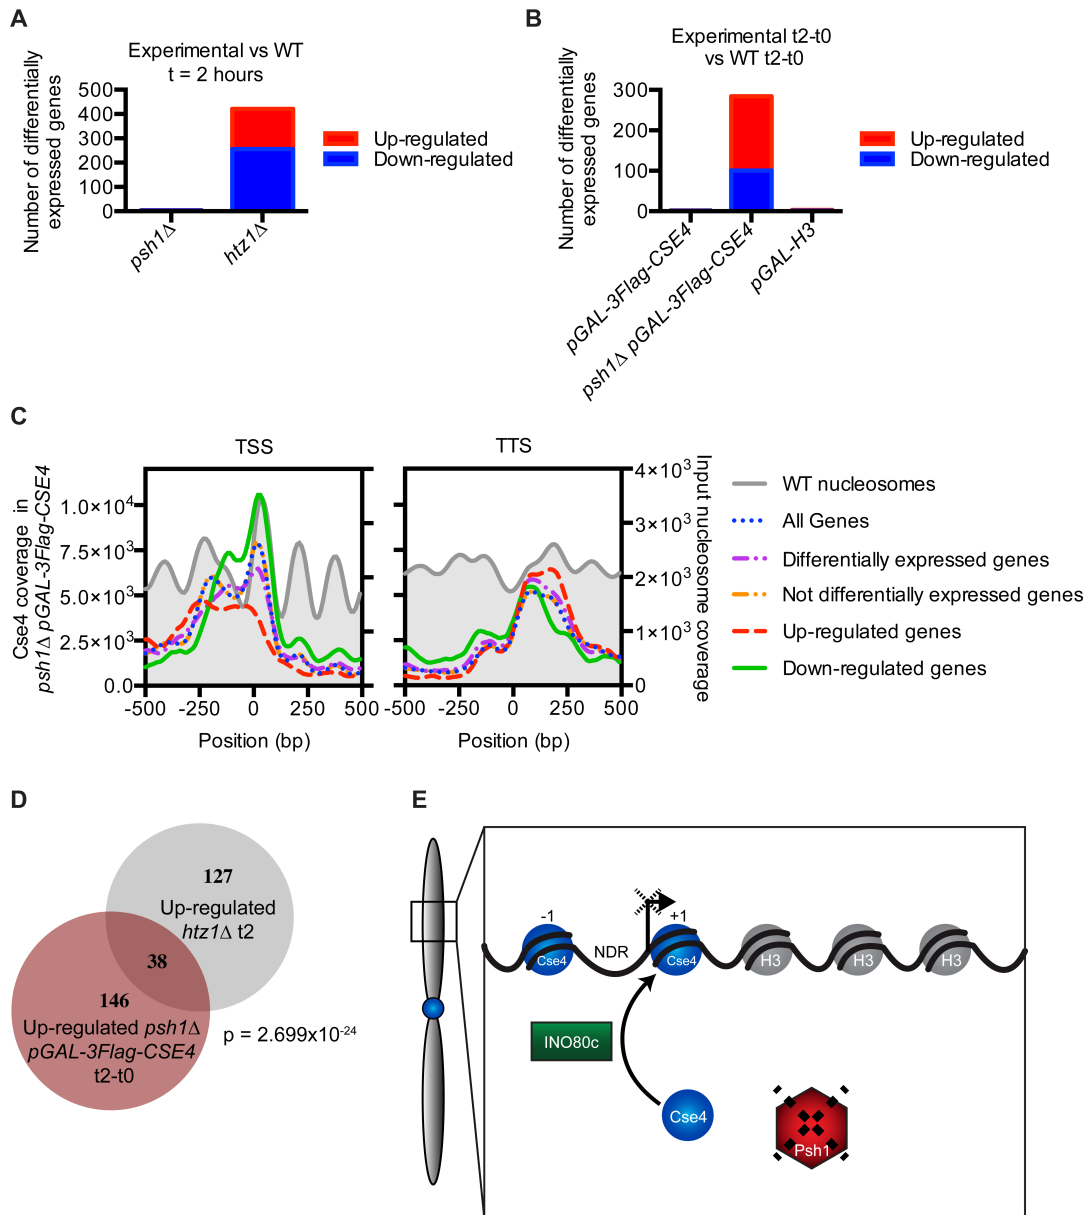 A
Experimental vs WT
t = 2 hours
Number of differentially
expressed genes
500
400
300
200
100
0
psh1Δ
htz1Δ
Up-regulated
Down-regulated
B
Experimental t2-t0
vs WT t2-t0
Number of differentially
expressed genes
300
200
100
0
pGAL-3Flag-CSE4
psh1Δ pGAL-3Flag-CSE4
pGAL-H3
Up-regulated
Down-regulated
C
TSS
Cse4 coverage in
psh1Δ pGAL-3Flag-CSE4
1.0×10⁴
7.5×10³
5.0×10³
2.5×10³
0.0
-500 -250 0 250 500
Position (bp)
TTS
4×10³
3×10³
2×10³
1×10³
0
Input nucleosome coverage
-500 -250 0 250 500
Position (bp)
WT nucleosomes
All Genes
Differentially expressed genes
Not differentially expressed genes
Up-regulated genes
Down-regulated genes
D
127
Up-regulated
htz1Δ t2
38
146
Up-regulated psh1Δ
pGAL-3Flag-CSE4
t2-t0
p = 2.699x10⁻²⁴
E
-1
+1
NDR
Cse4
Cse4
H3
H3
H3
INO80c
Cse4
Psh1